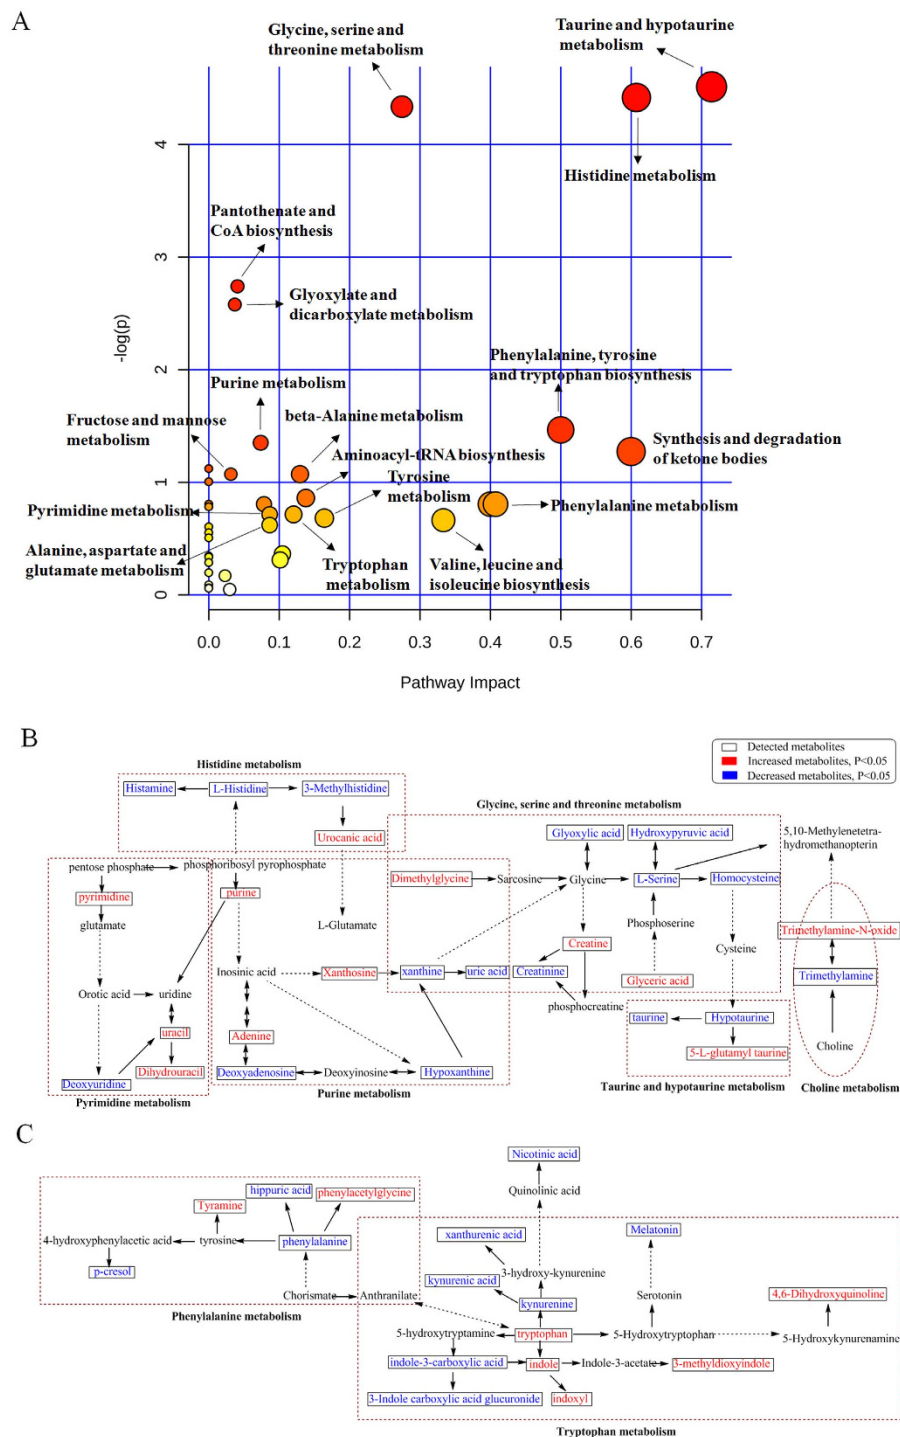 A
Glycine, serine and
threonine metabolism
Taurine and hypotaurine
metabolism
Histidine metabolism
Pantothenate and
CoA biosynthesis
Glyoxylate and
dicarboxylate metabolism
Phenylalanine, tyrosine
and tryptophan biosynthesis
Purine metabolism
Fructose and mannose
metabolism
beta-Alanine metabolism
Synthesis and degradation
of ketone bodies
Aminoacyl-tRNA biosynthesis
Tyrosine
metabolism
Pyrimidine metabolism
Phenylalanine metabolism
Alanine, aspartate and
glutamate metabolism
Tryptophan
metabolism
Valine, leucine and
isoleucine biosynthesis
-log(p)
4
3
2
1
0
0.0 0.1 0.2 0.3 0.4 0.5 0.6 0.7
Pathway Impact
B
Detected metabolites
Increased metabolites, P<0.05
Decreased metabolites, P<0.05
Histidine metabolism
Histamine
L-Histidine
3-Methylhistidine
Urocanic acid
Glycine, serine and threonine metabolism
Glyoxylic acid
Hydroxypyruvic acid
5,10-Methylenetetra-
hydromethanopterin
pentose phosphate
phosphoribosyl pyrophosphate
Dimethylglycine
Sarcosine
Glycine
L-Serine
Homocysteine
pyrimidine
purine
glutamate
L-Glutamate
Phosphoserine
Trimethylamine-N-oxide
Creatine
Cysteine
Inosinic acid
Xanthosine
xanthine
uric acid
Creatinine
Glyceric acid
Trimethylamine
Orotic acid
uridine
phosphocreatine
taurine
Hypotaurine
uracil
Adenine
5-L-glutamyl taurine
Choline
Dihydrouracil
Deoxyuridine
Deoxyadenosine
Deoxyinosine
Hypoxanthine
Taurine and hypotaurine metabolism
Choline metabolism
Pyrimidine metabolism
Purine metabolism
C
Nicotinic acid
hippuric acid
phenylacetylglycine
Quinolinic acid
Tyramine
4-hydroxyphenylacetic acid
tyrosine
phenylalanine
xanthurenic acid
Melatonin
p-cresol
3-hydroxy-kynurenine
kynurenic acid
Chorismate
Anthranilate
kynurenine
Serotonin
4,6-Dihydroxyquinoline
Phenylalanine metabolism
5-hydroxytryptamine
tryptophan
5-Hydroxytryptophan
5-Hydroxykynurenamine
indole-3-carboxylic acid
indole
Indole-3-acetate
3-methyldioxyindole
3-Indole carboxylic acid glucuronide
indoxyl
Tryptophan metabolism